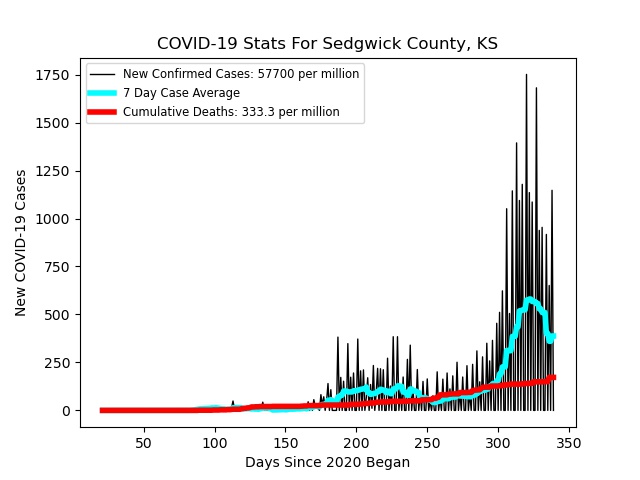 COVID-19 Stats For Sedgwick County, KS
New Confirmed Cases: 57700 per million
7 Day Case Average
Cumulative Deaths: 333.3 per million
New COVID-19 Cases
1750
1500
1250
1000
750
500
250
0
50 100 150 200 250 300 350
Days Since 2020 Began